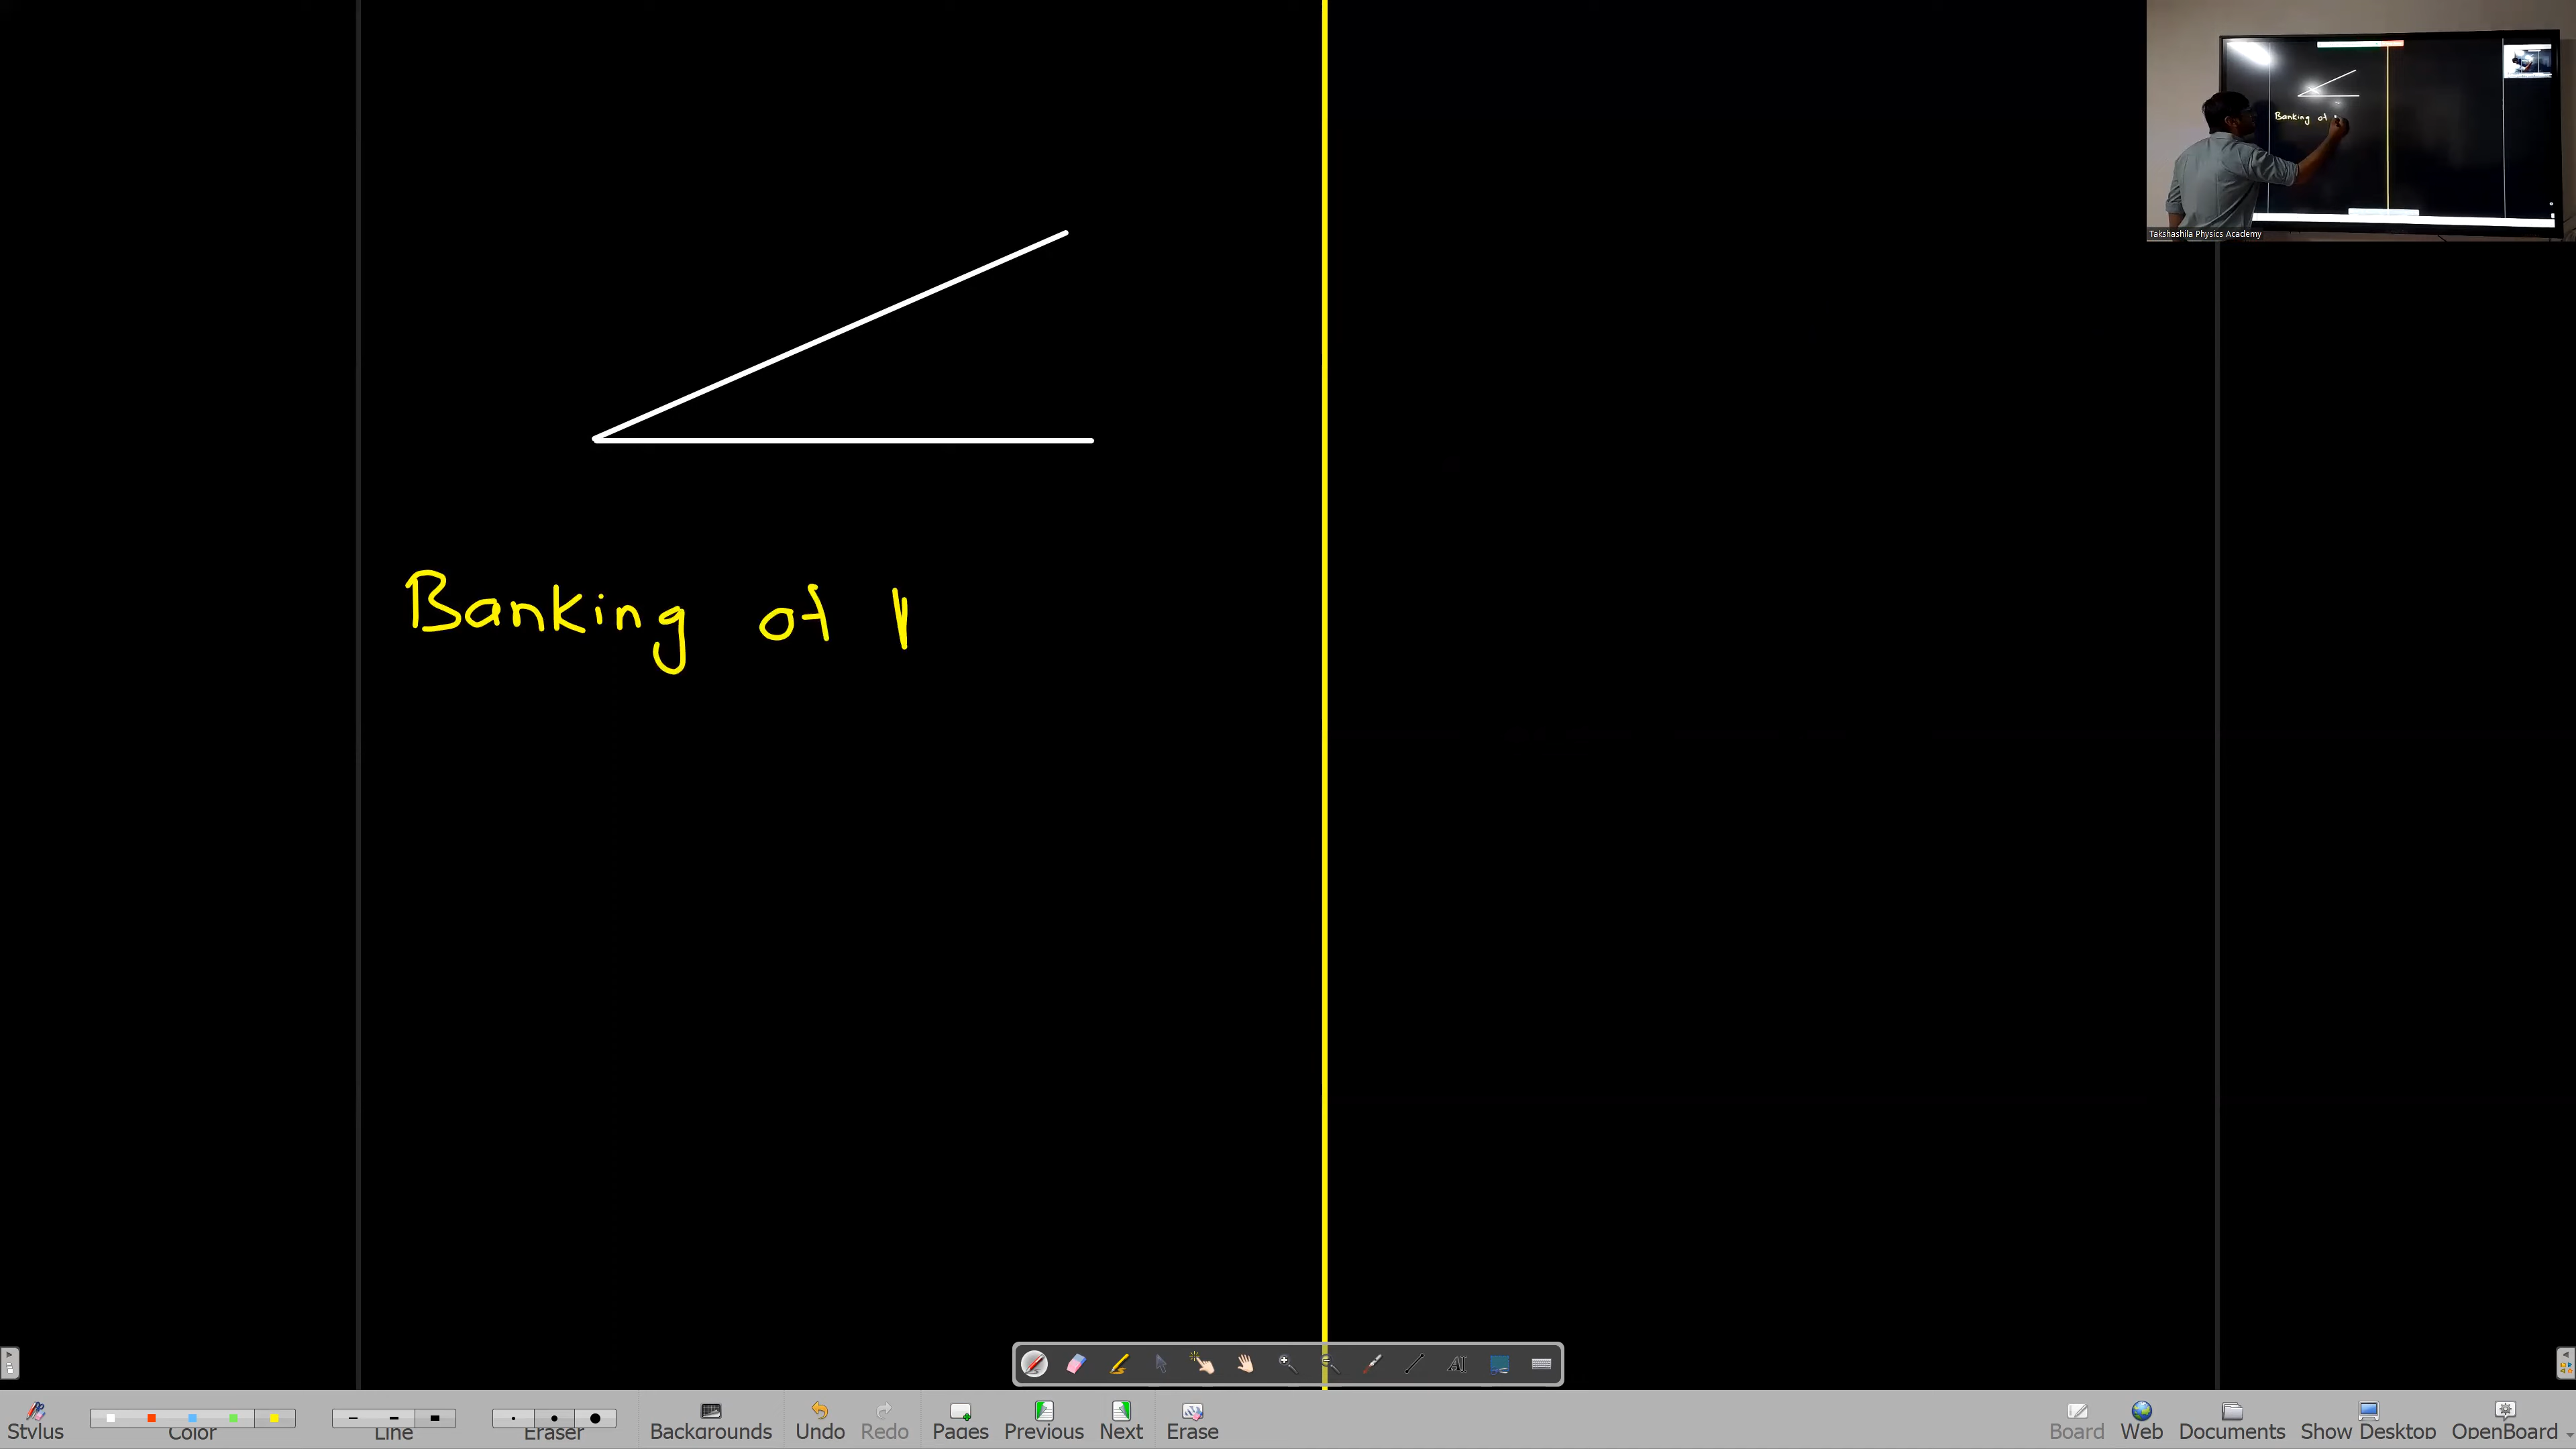 Takshashila Physics Academy
Banking of
Stylus Color Line Eraser Backgrounds Undo Redo Pages Previous Next Erase Board Web Documents Show Desktop OpenBoard